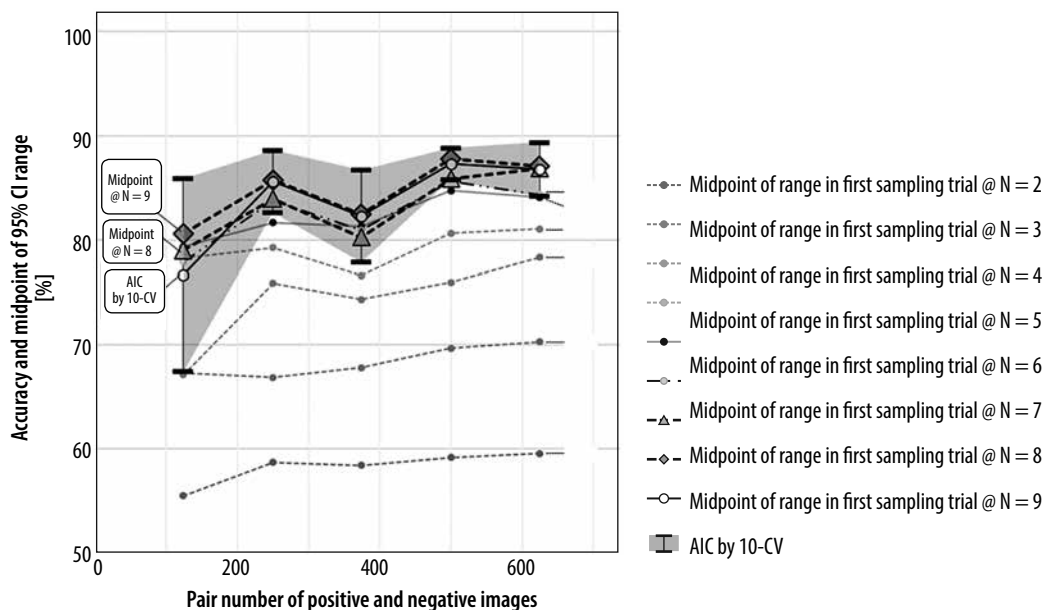 100
90
80
70
60
50
0
200
400
600
Accuracy and midpoint of 95% CI range
[%]
Pair number of positive and negative images
Midpoint
@ N = 9
Midpoint
@ N = 8
AIC
by 10-CV
Midpoint of range in first sampling trial @ N = 2
Midpoint of range in first sampling trial @ N = 3
Midpoint of range in first sampling trial @ N = 4
Midpoint of range in first sampling trial @ N = 5
Midpoint of range in first sampling trial @ N = 6
Midpoint of range in first sampling trial @ N = 7
Midpoint of range in first sampling trial @ N = 8
Midpoint of range in first sampling trial @ N = 9
AIC by 10-CV